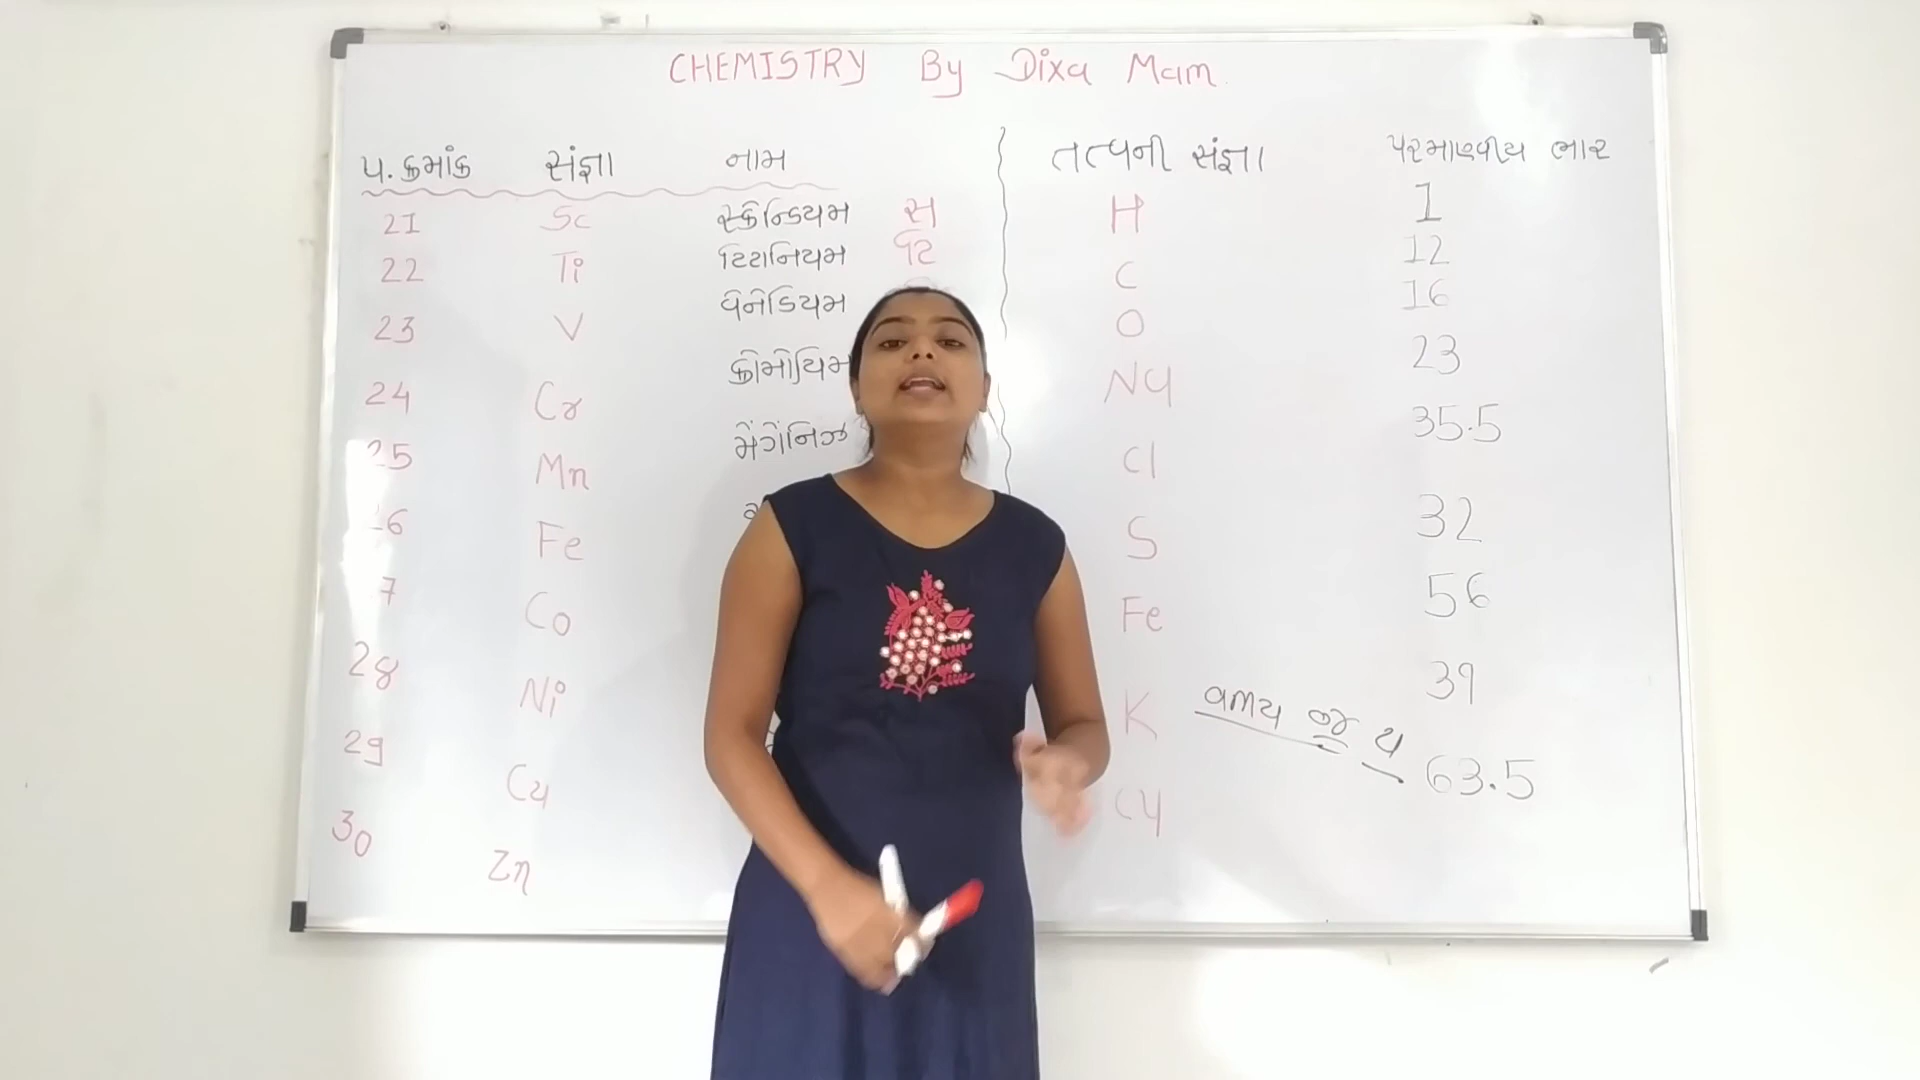 CHEMISTRY By Dixa Mam
પ. ક્રમાંક સંજ્ઞા નામ
21 Sc સ્કેન્ડિયમ સ
22 Ti ટિટાનિયમ ટિ
23 V વેનેડિયમ
24 Cr ક્રોમોયિમ
25 Mn મેંગેનિઝ
6 Fe
7 Co
28 Ni
29 Cu
30 Zn
તત્વની સંજ્ઞા પરમાણ્વીય ભાર
H 1
C 12
O 16
Na 23
Cl 35.5
S 32
Fe 56
K 39
Cu 63.5